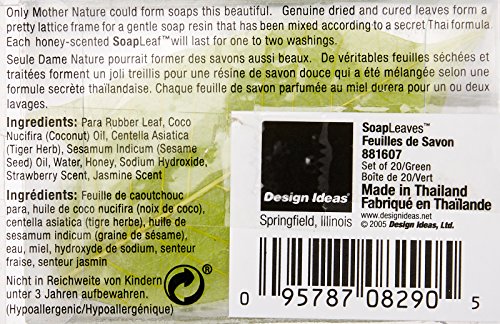 Only Mother Nature could form soaps this beautiful. Genuine dried and cured leaves form a
pretty lattice frame for a gentle soap resin that has been mixed according to a secret Thai formula
Each honey-scented SoapLeaf™ will last for one to two washings.
Seule Dame Nature pourrait former des savons aussi beaux. De véritables feuilles séchées et
traitées forment un joli treillis pour une résine de savon douce qui a été mélangée selon une
formule secrète thaïlandaise. Chaque feuille de savon parfumée au miel durera pour un ou deux
lavages.
Ingredients: Para Rubber Leaf, Coco
Nucifira (Coconut) Oil, Centella Asiatica
(Tiger Herb), Sesamum Indicum (Sesame
Seed) Oil, Water, Honey, Sodium Hydroxide,
Strawberry Scent, Jasmine Scent
Ingrédients: Feuille de caoutchouc
para, huile de coco nucifera (noix de coco),
centella asiatica (tiger herbe), huile de
sesamum indicum (graine de sésame),
eau, miel, hydroxyde de sodium, senteur
fraise, senteur jasmin
Nicht in Reichweite von Kindern
unter 3 Jahren aufbewahren.
(Hypoallergenic/Hypoallergénique)
Design Ideas®
Springfield, Illinois
SoapLeaves™
Feuilles de Savon
881607
Set of 20/Green
Boîte de 20/Vert
Made in Thailand
Fabriqué en Thaïlande
www.designideas.net
© 2005 Design Ideas, Ltd.
0 95787 08290 5